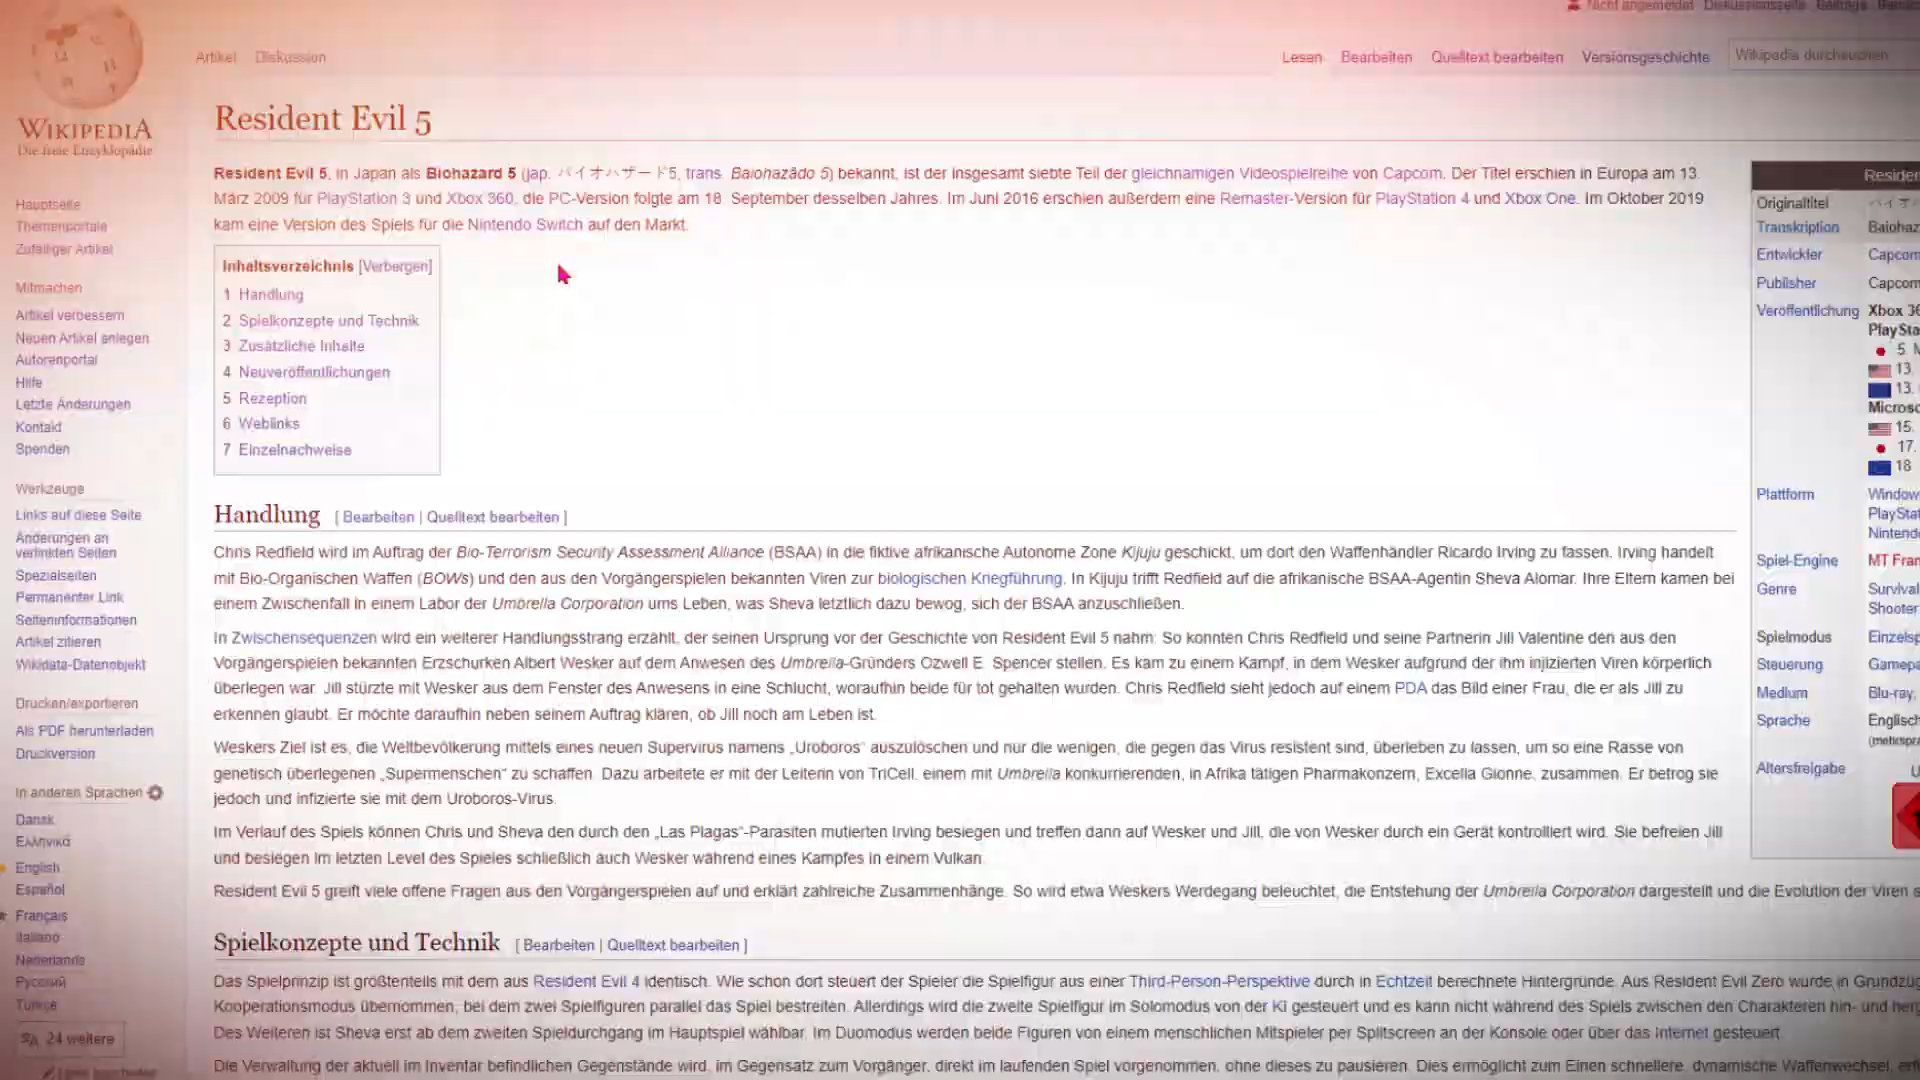 Nicht angemeldet Diskussionsseite Beiträge
Artikel Diskussion
Lesen Bearbeiten Quelltext bearbeiten Versionsgeschichte Wikipedia durchsuchen
WIKIPEDIA
Die freie Enzyklopädie
Hauptseite
Themenportale
Zufälliger Artikel
Mitmachen
Artikel verbessern
Neuen Artikel anlegen
Autorenportal
Hilfe
Letzte Änderungen
Kontakt
Spenden
Werkzeuge
Links auf diese Seite
Änderungen an
verlinkten Seiten
Spezialseiten
Permanenter Link
Seiteninformationen
Artikel zitieren
Wikidata-Datenobjekt
Drucken/exportieren
Als PDF herunterladen
Druckversion
In anderen Sprachen
Dansk
Ελληνικά
English
Español
Français
Italiano
Nederlands
Русский
Türkçe
24 weitere
Resident Evil 5
Resident Evil 5, in Japan als Biohazard 5 (jap. バイオハザード5, trans. Baiohazādo 5) bekannt, ist der insgesamt siebte Teil der gleichnamigen Videospielreihe von Capcom. Der Titel erschien in Europa am 13.
März 2009 für PlayStation 3 und Xbox 360, die PC-Version folgte am 18. September desselben Jahres. Im Juni 2016 erschien außerdem eine Remaster-Version für PlayStation 4 und Xbox One. Im Oktober 2019
kam eine Version des Spiels für die Nintendo Switch auf den Markt.
Inhaltsverzeichnis [Verbergen]
1 Handlung
2 Spielkonzepte und Technik
3 Zusätzliche Inhalte
4 Neuveröffentlichungen
5 Rezeption
6 Weblinks
7 Einzelnachweise
Handlung [ Bearbeiten | Quelltext bearbeiten ]
Chris Redfield wird im Auftrag der Bio-Terrorism Security Assessment Alliance (BSAA) in die fiktive afrikanische Autonome Zone Kijuju geschickt, um dort den Waffenhändler Ricardo Irving zu fassen. Irving handelt
mit Bio-Organischen Waffen (BOWs) und den aus den Vorgängerspielen bekannten Viren zur biologischen Kriegführung. In Kijuju trifft Redfield auf die afrikanische BSAA-Agentin Sheva Alomar. Ihre Eltern kamen bei
einem Zwischenfall in einem Labor der Umbrella Corporation ums Leben, was Sheva letztlich dazu bewog, sich der BSAA anzuschließen.
In Zwischensequenzen wird ein weiterer Handlungsstrang erzählt, der seinen Ursprung vor der Geschichte von Resident Evil 5 nahm: So konnten Chris Redfield und seine Partnerin Jill Valentine den aus den
Vorgängerspielen bekannten Erzschurken Albert Wesker auf dem Anwesen des Umbrella-Gründers Ozwell E. Spencer stellen. Es kam zu einem Kampf, in dem Wesker aufgrund der ihm injizierten Viren körperlich
überlegen war. Jill stürzte mit Wesker aus dem Fenster des Anwesens in eine Schlucht, woraufhin beide für tot gehalten wurden. Chris Redfield sieht jedoch auf einem PDA das Bild einer Frau, die er als Jill zu
erkennen glaubt. Er möchte daraufhin neben seinem Auftrag klären, ob Jill noch am Leben ist.
Weskers Ziel ist es, die Weltbevölkerung mittels eines neuen Supervirus namens „Uroboros“ auszulöschen und nur die wenigen, die gegen das Virus resistent sind, überleben zu lassen, um so eine Rasse von
genetisch überlegenen „Supermenschen“ zu schaffen. Dazu arbeitete er mit der Leiterin von TriCell, einem mit Umbrella konkurrierenden, in Afrika tätigen Pharmakonzern, Excella Gionne, zusammen. Er betrog sie
jedoch und infizierte sie mit dem Uroboros-Virus.
Im Verlauf des Spiels können Chris und Sheva den durch den „Las Plagas“-Parasiten mutierten Irving besiegen und treffen dann auf Wesker und Jill, die von Wesker durch ein Gerät kontrolliert wird. Sie befreien Jill
und besiegen im letzten Level des Spieles schließlich auch Wesker während eines Kampfes in einem Vulkan.
Resident Evil 5 greift viele offene Fragen aus den Vorgängerspielen auf und erklärt zahlreiche Zusammenhänge. So wird etwa Weskers Werdegang beleuchtet, die Entstehung der Umbrella Corporation dargestellt und die Evolution der Viren
Spielkonzepte und Technik [ Bearbeiten | Quelltext bearbeiten ]
Das Spielprinzip ist größtenteils mit dem aus Resident Evil 4 identisch. Wie schon dort steuert der Spieler die Spielfigur aus einer Third-Person-Perspektive durch in Echtzeit berechnete Hintergründe. Aus Resident Evil Zero wurde in Grundzüg
Kooperationsmodus übernommen, bei dem zwei Spielfiguren parallel das Spiel bestreiten. Allerdings wird die zweite Spielfigur im Solomodus von der KI gesteuert und es kann nicht während des Spiels zwischen den Charakteren hin- und her
Des Weiteren ist Sheva erst ab dem zweiten Spieldurchgang im Hauptspiel wählbar. Im Duomodus werden beide Figuren von einem menschlichen Mitspieler per Splitscreen an der Konsole oder über das Internet gesteuert.
Die Verwaltung der aktuell im Inventar befindlichen Gegenstände wird, im Gegensatz zum Vorgänger, direkt im laufenden Spiel vorgenommen, ohne dieses zu pausieren. Dies ermöglicht zum Einen schnellere, dynamische Waffenwechsel,
Residen
Originaltitel バイオハ
Transkription Baiohaz
Entwickler Capcom
Publisher Capcom
Veröffentlichung Xbox 36
PlaySta
5. M
13.
13.
Microso
15.
17.
18
Plattform Window
PlayStat
Nintend
Spiel-Engine MT Fram
Genre Survival
Shooter
Spielmodus Einzelsp
Steuerung Gamepa
Medium Blu-ray,
Sprache Englisch
(mehrspra
Altersfreigabe U